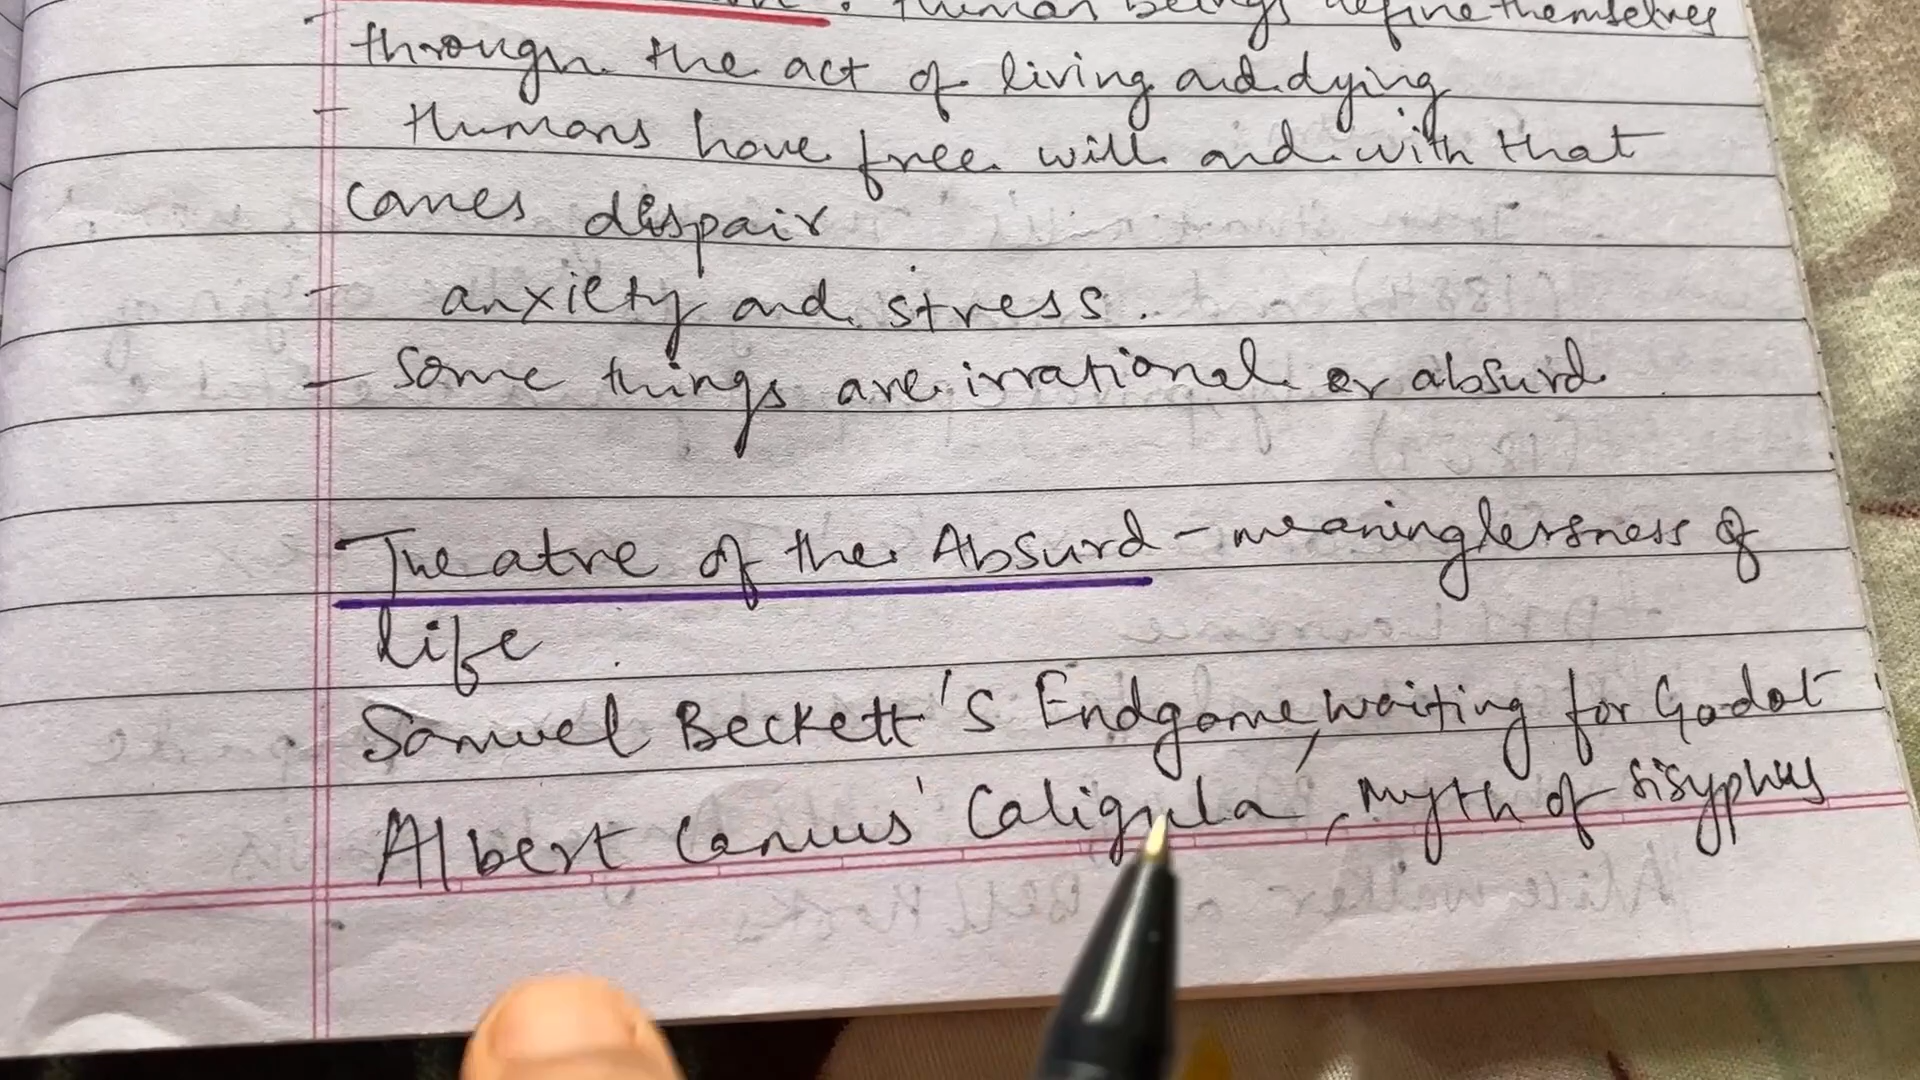 : Human beings define themselves
through the act of living and dying
- Humans have free will and with that
comes despair
- anxiety and stress.
- Some things are irrational or absurd
Theatre of the Absurd - meaninglessness of
life
Samuel Beckett's Endgame, waiting for Godot
Albert Camus' Caligula, Myth of Sisyphus